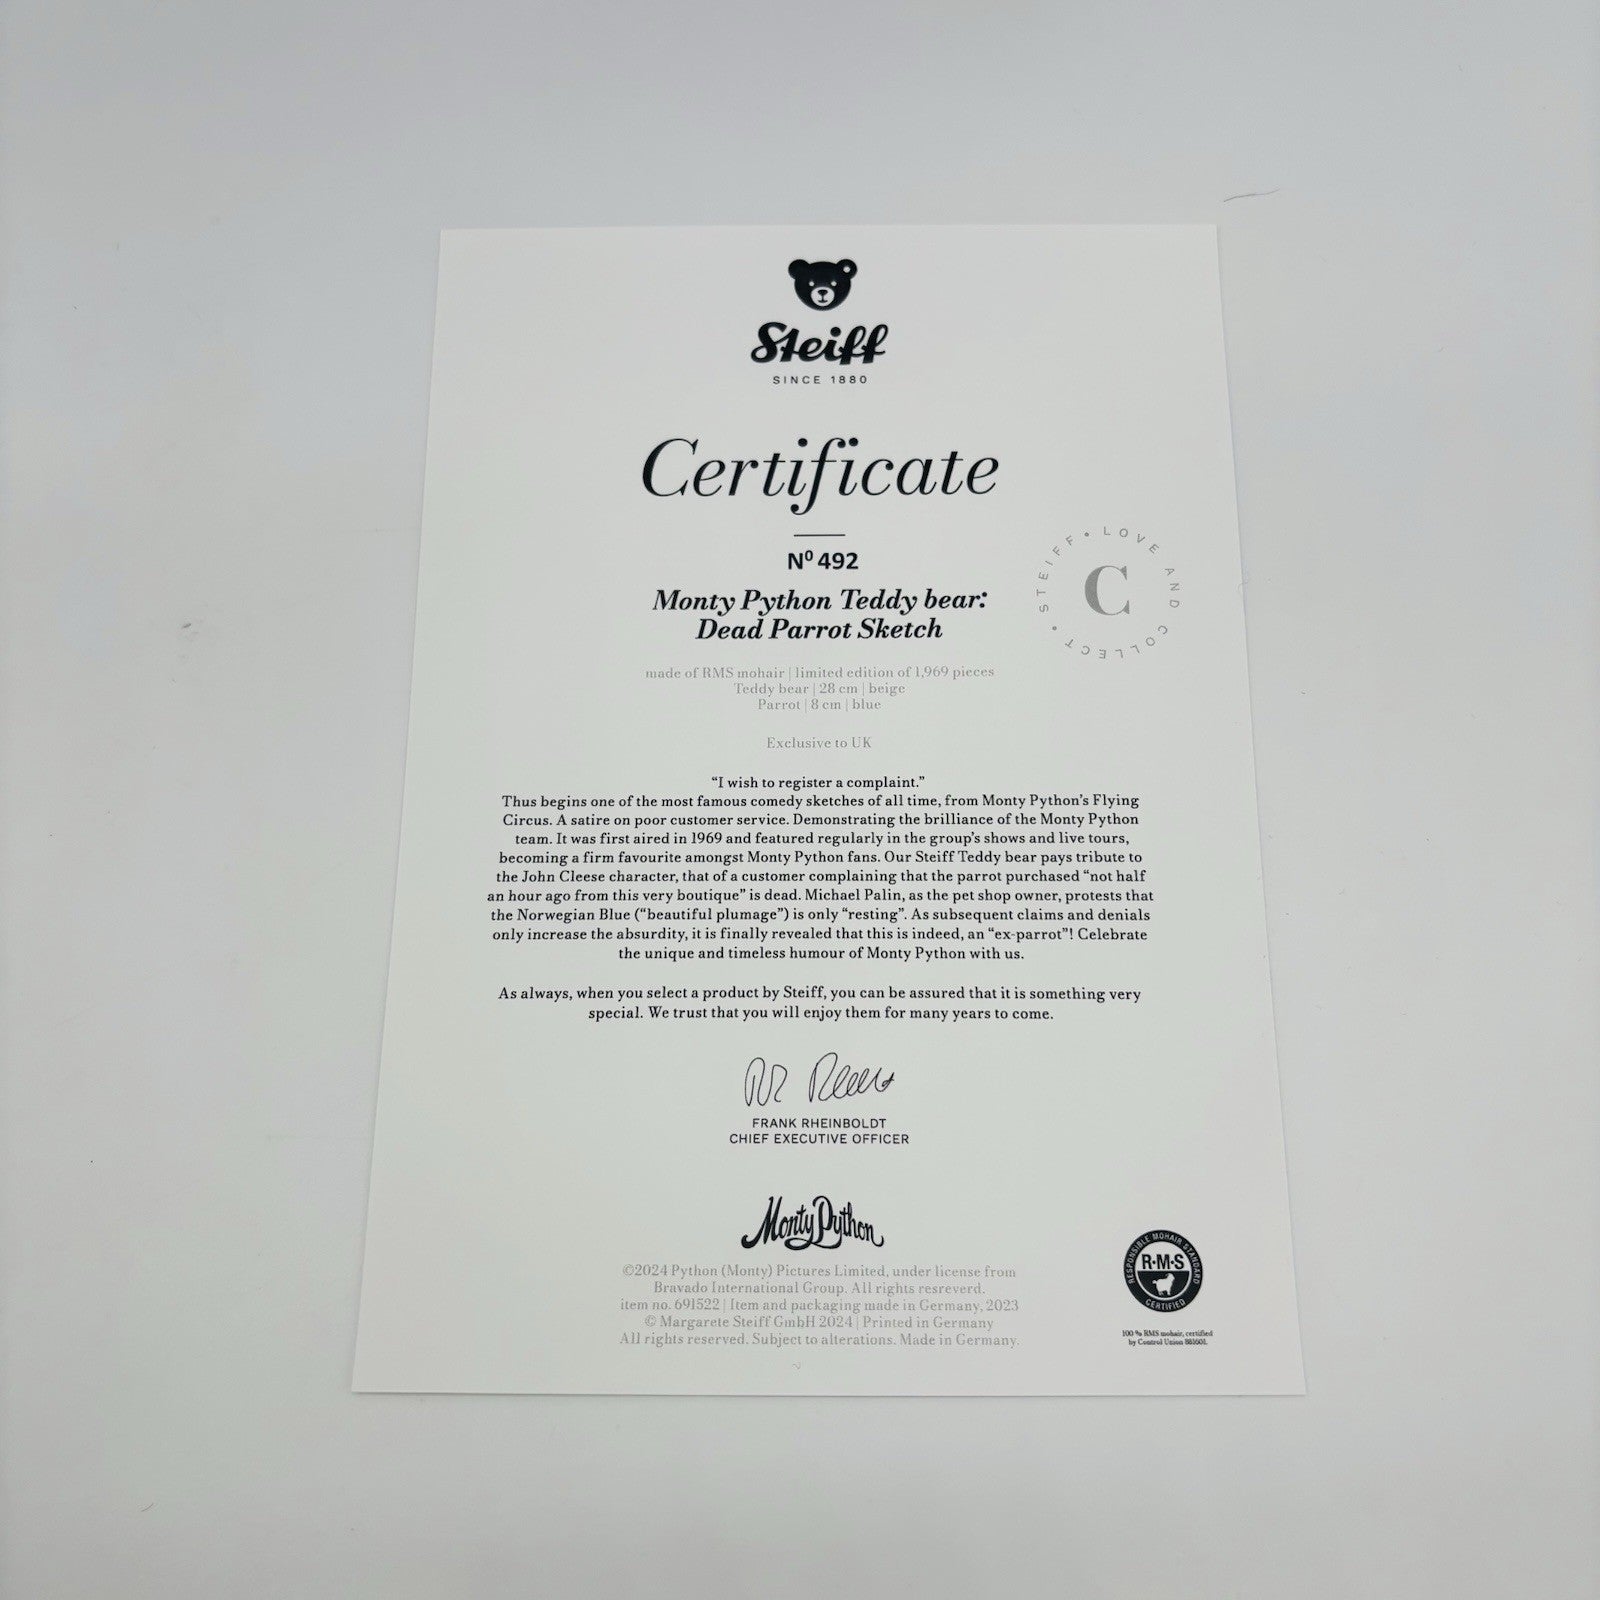 Steiff
SINCE 1880
Certificate
Nº 492
Monty Python Teddy bear:
Dead Parrot Sketch
STEIFF • LOVE AND COLLECT •
C
made of RMS mohair | limited edition of 1,969 pieces
Teddy bear | 28 cm | beige
Parrot | 8 cm | blue
Exclusive to UK
“I wish to register a complaint.”
Thus begins one of the most famous comedy sketches of all time, from Monty Python’s Flying
Circus. A satire on poor customer service. Demonstrating the brilliance of the Monty Python
team. It was first aired in 1969 and featured regularly in the group’s shows and live tours,
becoming a firm favourite amongst Monty Python fans. Our Steiff Teddy bear pays tribute to
the John Cleese character, that of a customer complaining that the parrot purchased “not half
an hour ago from this very boutique” is dead. Michael Palin, as the pet shop owner, protests that
the Norwegian Blue (“beautiful plumage”) is only “resting”. As subsequent claims and denials
only increase the absurdity, it is finally revealed that this is indeed, an “ex-parrot”! Celebrate
the unique and timeless humour of Monty Python with us.
As always, when you select a product by Steiff, you can be assured that it is something very
special. We trust that you will enjoy them for many years to come.
FRANK RHEINBOLDT
CHIEF EXECUTIVE OFFICER
Monty Python
©2024 Python (Monty) Pictures Limited, under license from
Bravado International Group. All rights resreverd.
item no. 691522 | Item and packaging made in Germany, 2023
© Margarete Steiff GmbH 2024 | Printed in Germany
All rights reserved. Subject to alterations. Made in Germany.
RESPONSIBLE MOHAIR STANDARD
R·M·S
CERTIFIED
100 % RMS mohair, certified
by Control Union 881601.